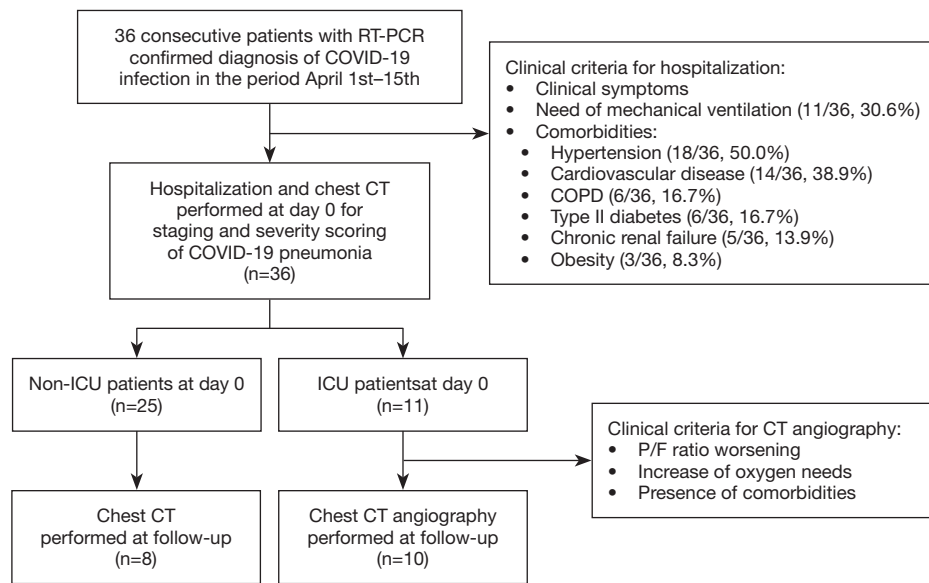 36 consecutive patients with RT-PCR
confirmed diagnosis of COVID-19
infection in the period April 1st–15th
Clinical criteria for hospitalization:
• Clinical symptoms
• Need of mechanical ventilation (11/36, 30.6%)
• Comorbidities:
• Hypertension (18/36, 50.0%)
• Cardiovascular disease (14/36, 38.9%)
• COPD (6/36, 16.7%)
• Type II diabetes (6/36, 16.7%)
• Chronic renal failure (5/36, 13.9%)
• Obesity (3/36, 8.3%)
Hospitalization and chest CT
performed at day 0 for
staging and severity scoring
of COVID-19 pneumonia
(n=36)
Non-ICU patients at day 0
(n=25)
ICU patientsat day 0
(n=11)
Clinical criteria for CT angiography:
• P/F ratio worsening
• Increase of oxygen needs
• Presence of comorbidities
Chest CT
performed at follow-up
(n=8)
Chest CT angiography
performed at follow-up
(n=10)